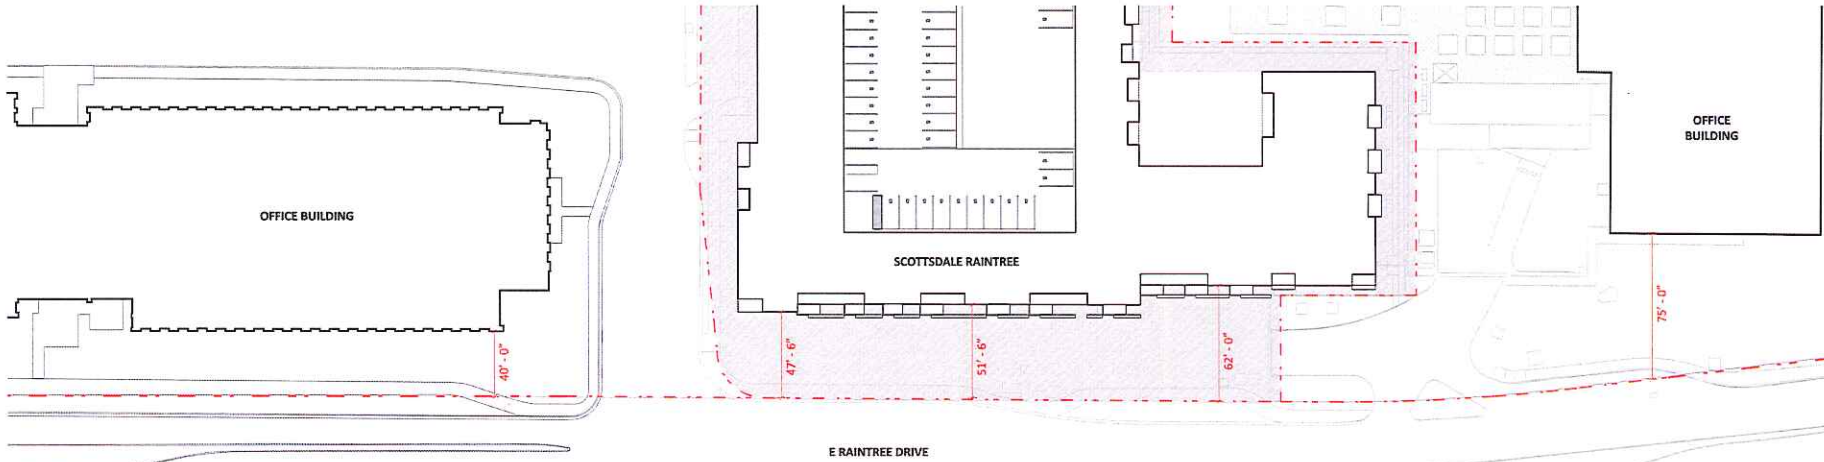 OFFICE
BUILDING
OFFICE BUILDING
SCOTTSDALE RAINTREE
40' - 0"
47' - 6"
51' - 6"
62' - 0"
75' - 0"
E RAINTREE DRIVE